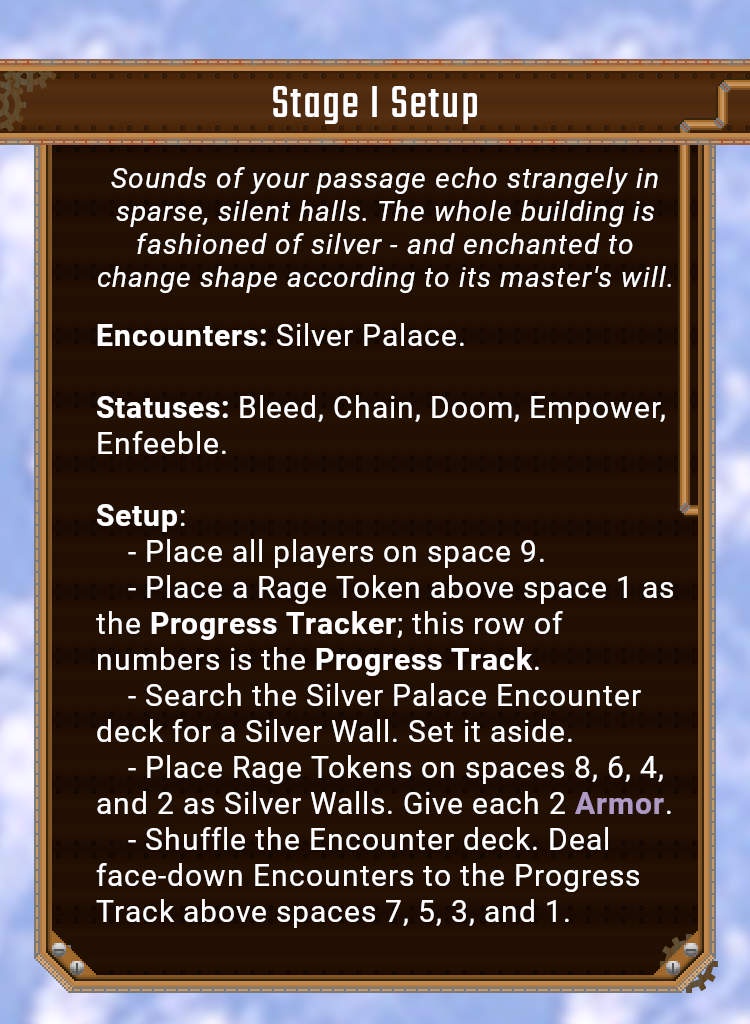 Stage I Setup
Sounds of your passage echo strangely in
sparse, silent halls. The whole building is
fashioned of silver - and enchanted to
change shape according to its master's will.
Encounters: Silver Palace.
Statuses: Bleed, Chain, Doom, Empower,
Enfeeble.
Setup:
- Place all players on space 9.
- Place a Rage Token above space 1 as
the Progress Tracker; this row of
numbers is the Progress Track.
- Search the Silver Palace Encounter
deck for a Silver Wall. Set it aside.
- Place Rage Tokens on spaces 8, 6, 4,
and 2 as Silver Walls. Give each 2 Armor.
- Shuffle the Encounter deck. Deal
face-down Encounters to the Progress
Track above spaces 7, 5, 3, and 1.